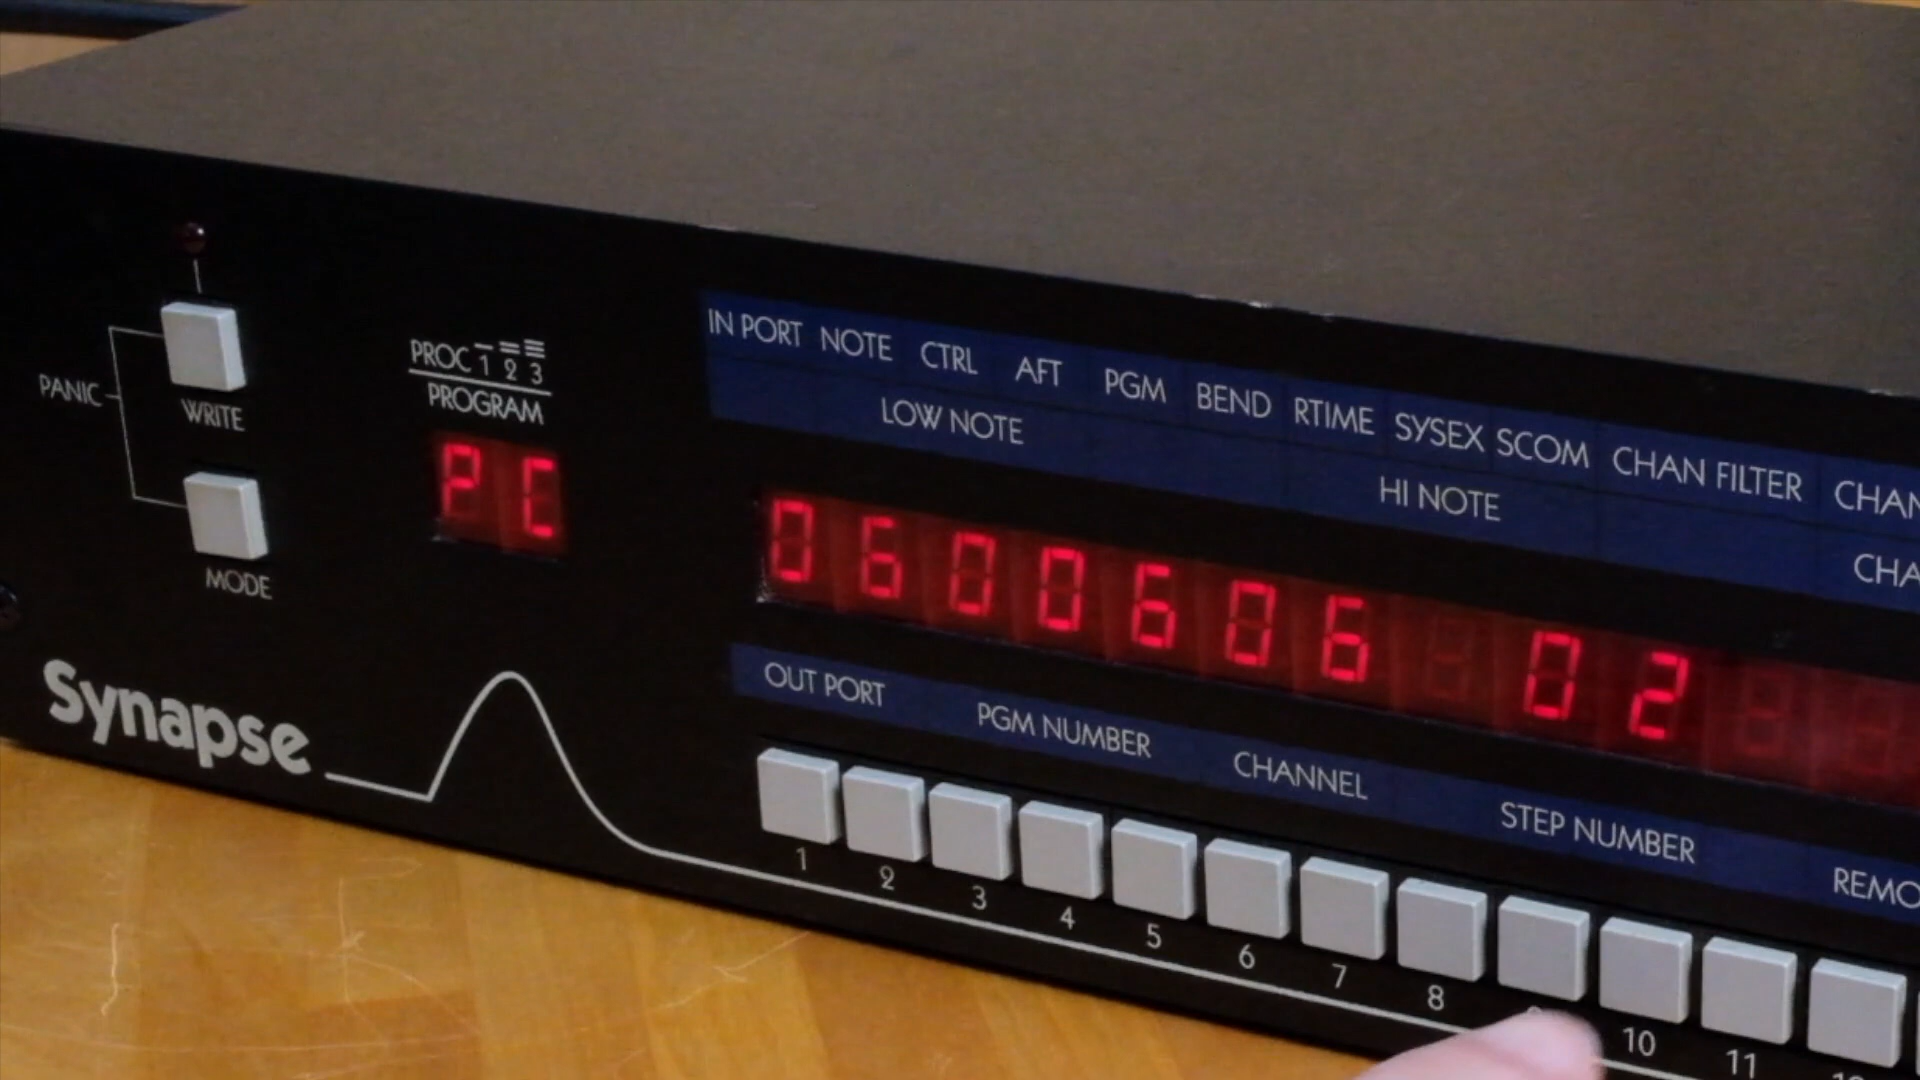 PROC 1 2 3
PROGRAM
PANIC
WRITE
MODE
PC
IN PORT NOTE CTRL AFT PGM BEND RTIME SYSEX SCOM CHAN FILTER
LOW NOTE
HI NOTE
0600606 02
OUT PORT
PGM NUMBER
CHANNEL
STEP NUMBER
Synapse
1 2 3 4 5 6 7 8 10 11